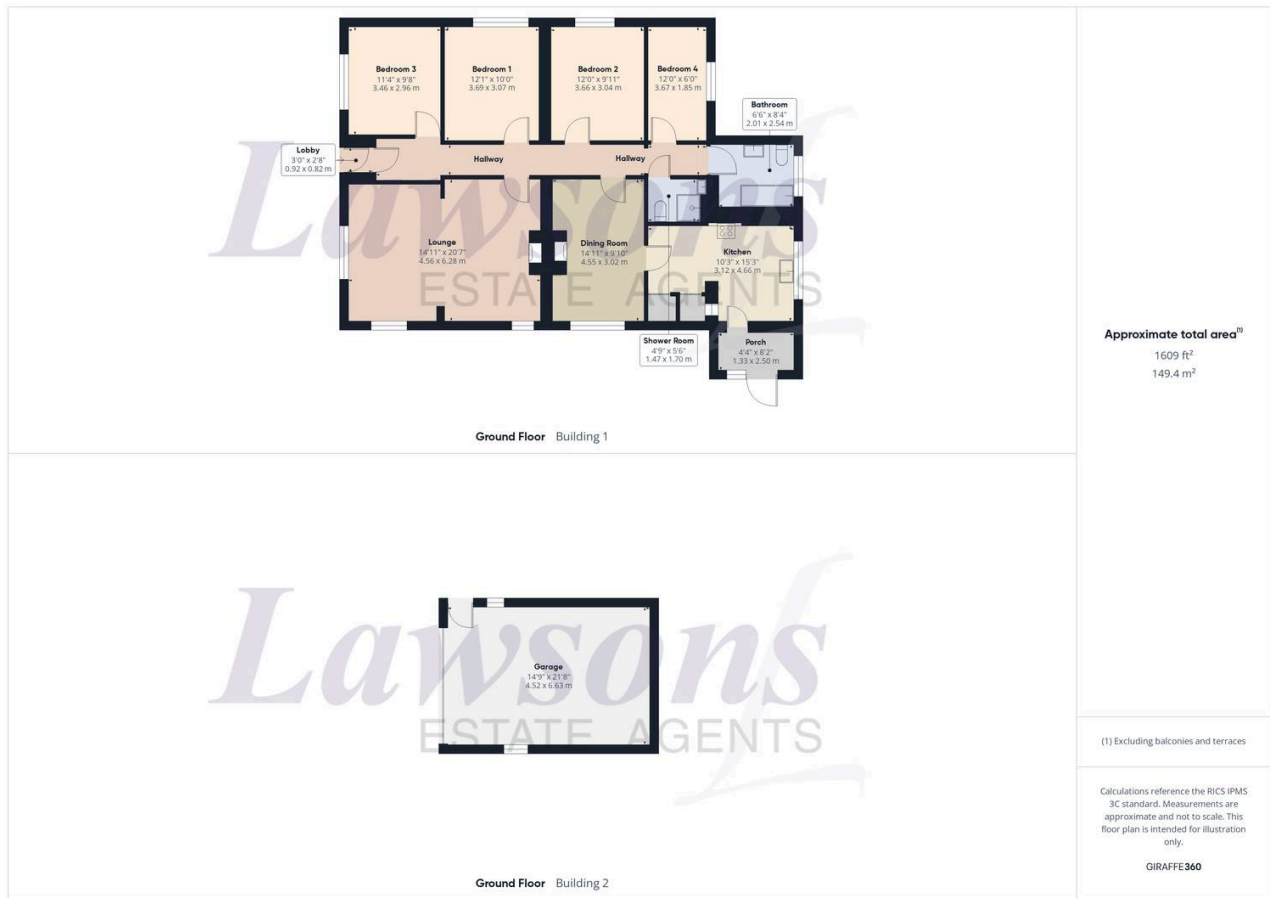 Bedroom 3
11'4" x 9'8"
3.46 x 2.96 m
Bedroom 1
12'1" x 10'0"
3.69 x 3.07 m
Bedroom 2
12'0" x 9'11"
3.66 x 3.04 m
Bedroom 4
12'0" x 6'0"
3.67 x 1.85 m
Bathroom
6'6" x 8'4"
2.01 x 2.54 m
Lobby
3'0" x 2'8"
0.92 x 0.82 m
Hallway
Hallway
Lawsons
ESTATE AGENTS
Lounge
14'11" x 20'7"
4.56 x 6.28 m
Dining Room
14'11" x 9'10"
4.55 x 3.02 m
Kitchen
10'3" x 15'3"
3.12 x 4.66 m
Shower Room
4'9" x 5'6"
1.47 x 1.70 m
Porch
4'4" x 8'2"
1.33 x 2.50 m
Ground Floor Building 1
Lawsons
ESTATE AGENTS
Garage
14'9" x 21'8"
4.52 x 6.63 m
Ground Floor Building 2
Approximate total area(1)
1609 ft²
149.4 m²
(1) Excluding balconies and terraces
Calculations reference the RICS IPMS
3C standard. Measurements are
approximate and not to scale. This
floor plan is intended for illustration
only.
GIRAFFE360